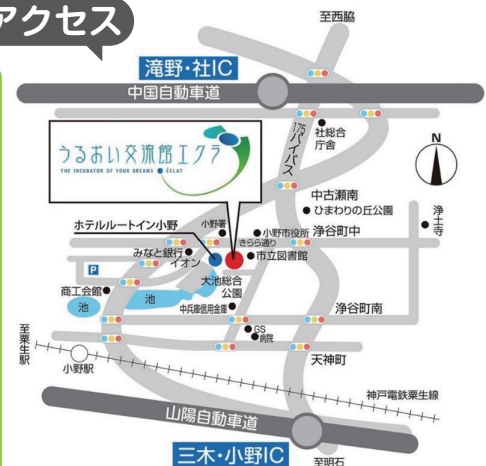 アクセス
至西脇
滝野・社IC
中国自動車道
175バイパス
社総合
庁舎
うるおい交流館エクラ
THE INCUBATOR OF YOUR DREAMS ÉCLAT
N
中古瀬南
ひまわりの丘公園
浄土寺
ホテルルートイン小野
小野署
小野市役所
浄谷町中
きらら通り
みなと銀行
イオン
市立図書館
P
大池総合
公園
商工会館
池
池
中兵庫信用金庫
浄谷町南
GS
病院
至粟生駅
天神町
小野駅
神戸電鉄粟生線
山陽自動車道
三木・小野IC
至明石